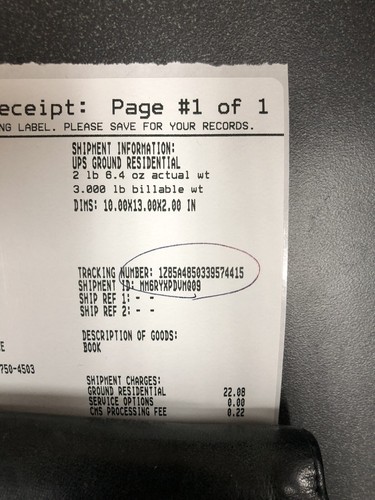 eceipt: Page #1 of 1
NG LABEL. PLEASE SAVE FOR YOUR RECORDS.
SHIPMENT INFORMATION:
UPS GROUND RESIDENTIAL
2 lb 6.4 oz actual wt
3.000 lb billable wt
DIMS: 10.00X13.00X2.00 IN
TRACKING NUMBER: 1Z85A4850339574415
SHIPMENT ID: MM6RYXPDVMQ09
SHIP REF 1: - -
SHIP REF 2: - -
DESCRIPTION OF GOODS:
E BOOK
750-4503
SHIPMENT CHARGES:
GROUND RESIDENTIAL 22.08
SERVICE OPTIONS 0.00
CMS PROCESSING FEE 0.22